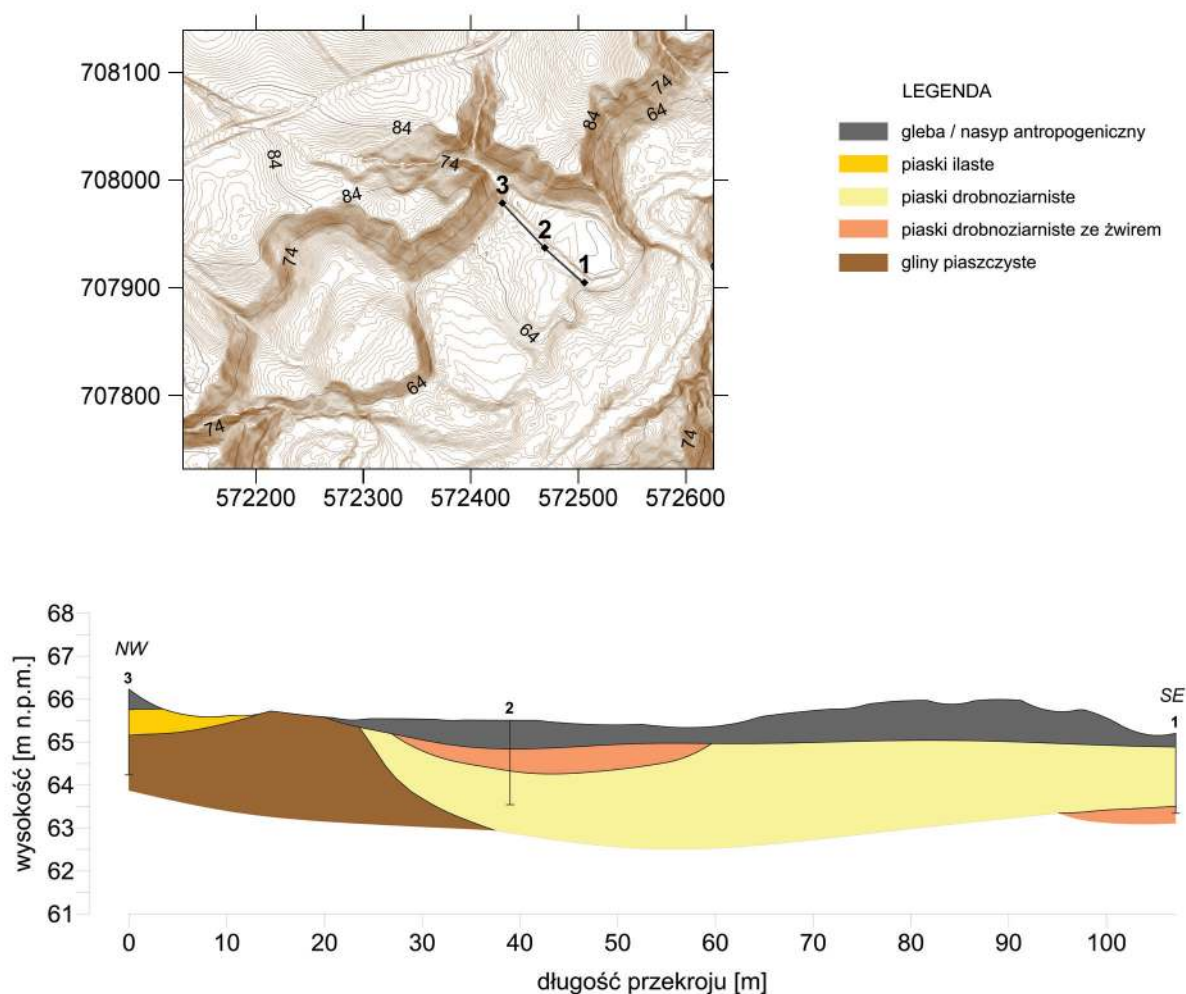 708100
708000
707900
707800
572200 572300 572400 572500 572600
84
84
84
74
74
64
74
64
84
74
64
64
74
3
2
1
LEGENDA
gleba / nasyp antropogeniczny
piaski ilaste
piaski drobnoziarniste
piaski drobnoziarniste ze żwirem
gliny piaszczyste
wysokość [m n.p.m.]
68
67
66
65
64
63
62
61
NW
3
2
SE
1
0 10 20 30 40 50 60 70 80 90 100
długość przekroju [m]